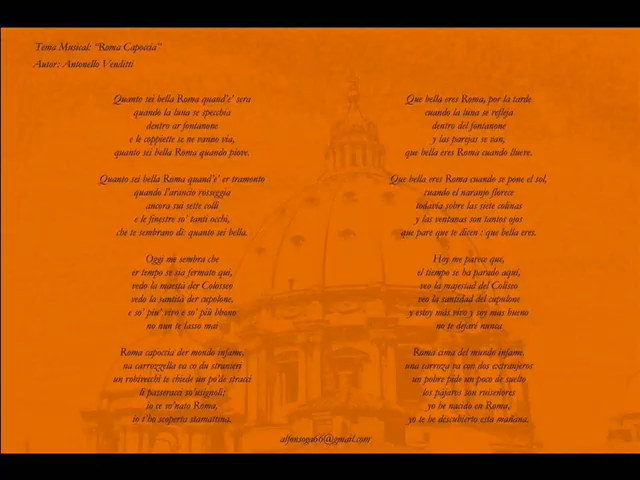 Tema Musical: "Roma Capoccia"
Autor: Antonello Venditti
Quanto sei bella Roma quand'e' sera
quando la luna se specchia
dentro ar fontanone
e le coppiette se ne vanno via,
quanto sei bella Roma quando piove.
Quanto sei bella Roma quand'e' er tramonto
quando l'arancio rosseggia
ancora sui sette colli
e le finestre so' tanti occhi,
che te sembrano dì: quanto sei bella.
Oggi me sembra che
er tempo se sia fermato qui,
vedo la maestà der Colosseo
vedo la santità der cupolone,
e so' piu' vivo e so' più bbono
no nun te lasso mai
Roma capoccia der mondo infame,
na carrozzella va co du stranieri
un robivecchi te chiede un po'de stracci
li passeracci so'usignoli;
io ce so'nato Roma,
io t'ho scoperta stamattina.
Que bella eres Roma, por la tarde
cuando la luna se refleja
dentro del fontanone
y las parejas se van,
que bella eres Roma cuando llueve.
Que bella eres Roma cuando se pone el sol,
cuando el naranjo florece
todavía sobre las siete colinas
y las ventanas son tantos ojos
que pare que te dicen : que bella eres.
Hoy me parece que,
el tiempo se ha parado aquí,
veo la majestad del Coliseo
veo la santidad del cupulone
y estoy más vivo y soy mas bueno
no te dejaré nunca
Roma cima del mundo infame,
una carroza va con dos extranjeros
un pobre pide un poco de suelto
los pájaros son ruiseñores
yo he nacido en Roma,
yo te he descubierto esta mañana.
alfonsoga66@gmail.com